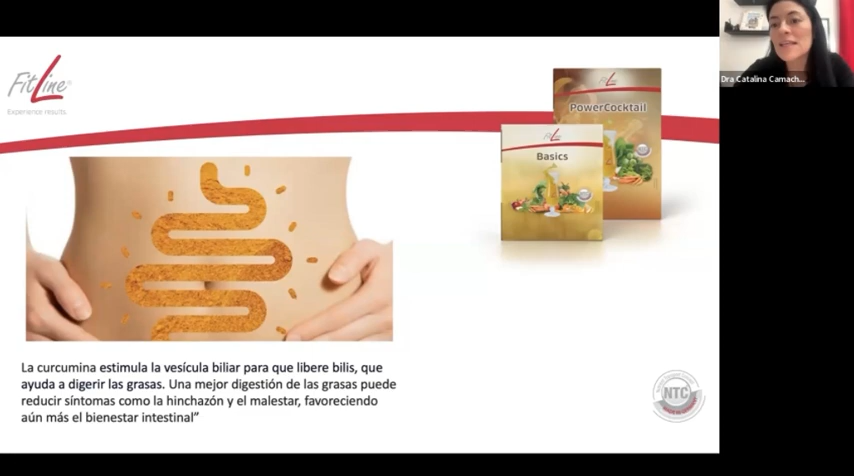 FitLine
Experience results.
FitLine
PowerCocktail
FitLine
Basics
La curcumina estimula la vesícula biliar para que libere bilis, que
ayuda a digerir las grasas. Una mejor digestión de las grasas puede
reducir síntomas como la hinchazón y el malestar, favoreciendo
aún más el bienestar intestinal”
NTC
Dra Catalina Camach...